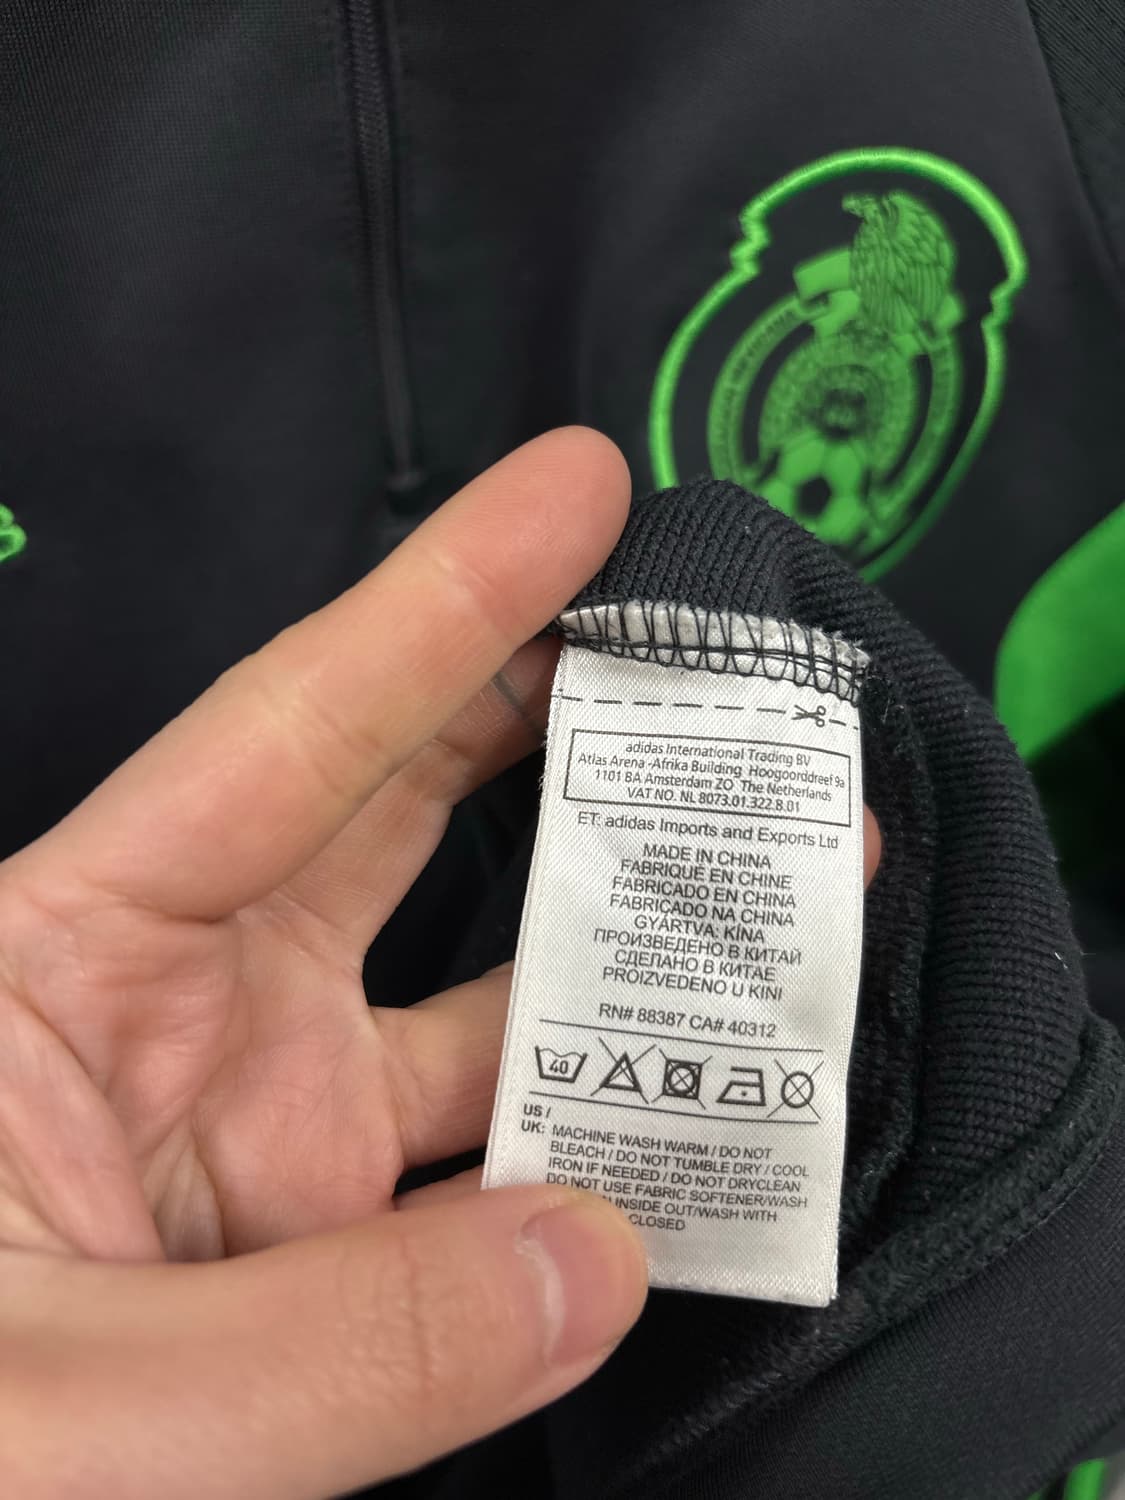 adidas International Trading BV
Atlas Arena -Afrika Building Hoogoorddreef 9a
1101 BA Amsterdam ZO The Netherlands
VAT NO. NL 8073.01.322.B.01
ET: adidas Imports and Exports Ltd
MADE IN CHINA
FABRIQUÉ EN CHINE
FABRICADO EN CHINA
FABRICADO NA CHINA
GYÁRTVA: KÍNA
ПРОИЗВЕДЕНО В КИТАЙ
СДЕЛАНО В КИТАЕ
PROIZVEDENO U KINI
RN# 88387 CA# 40312
40
US /
UK: MACHINE WASH WARM / DO NOT
BLEACH / DO NOT TUMBLE DRY / COOL
IRON IF NEEDED / DO NOT DRYCLEAN
DO NOT USE FABRIC SOFTENER/WASH
INSIDE OUT/WASH WITH
CLOSED